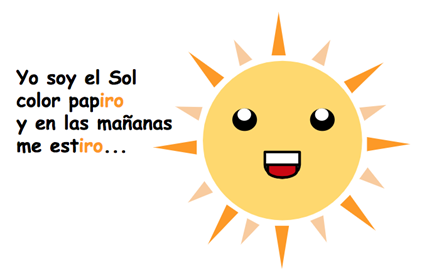 Yo soy el Sol
color papiro
y en las mañanas
me estiro...